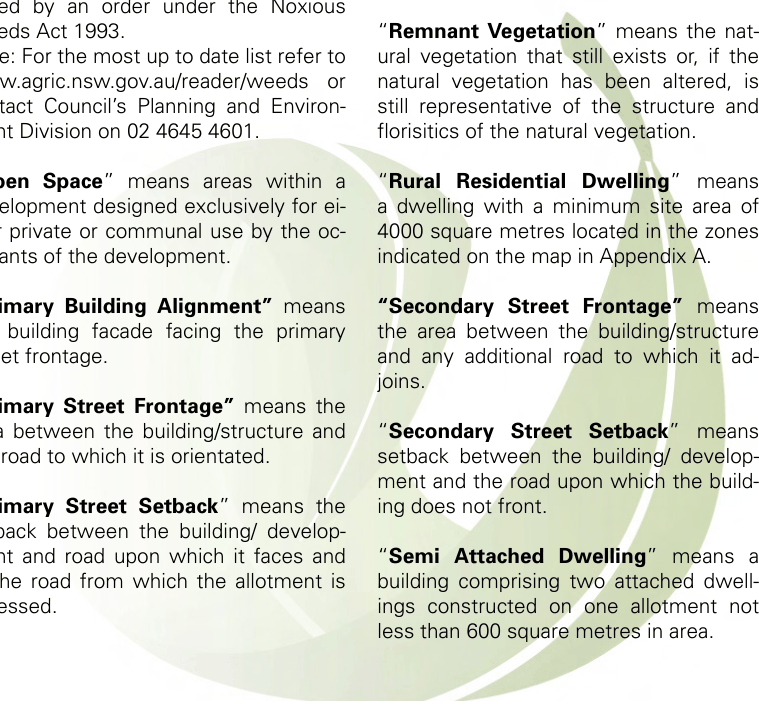 ed by an order under the Noxious
eds Act 1993.
e: For the most up to date list refer to
w.agric.nsw.gov.au/reader/weeds or
tact Council’s Planning and Environ-
nt Division on 02 4645 4601.
pen Space” means areas within a
elopment designed exclusively for ei-
r private or communal use by the oc-
ants of the development.
imary Building Alignment” means
building facade facing the primary
et frontage.
imary Street Frontage” means the
a between the building/structure and
road to which it is orientated.
imary Street Setback” means the
back between the building/ develop-
nt and road upon which it faces and
he road from which the allotment is
essed.
“Remnant Vegetation” means the nat-
ural vegetation that still exists or, if the
natural vegetation has been altered, is
still representative of the structure and
florisitics of the natural vegetation.
“Rural Residential Dwelling” means
a dwelling with a minimum site area of
4000 square metres located in the zones
indicated on the map in Appendix A.
“Secondary Street Frontage” means
the area between the building/structure
and any additional road to which it ad-
joins.
“Secondary Street Setback” means
setback between the building/ develop-
ment and the road upon which the build-
ing does not front.
“Semi Attached Dwelling” means a
building comprising two attached dwell-
ings constructed on one allotment not
less than 600 square metres in area.